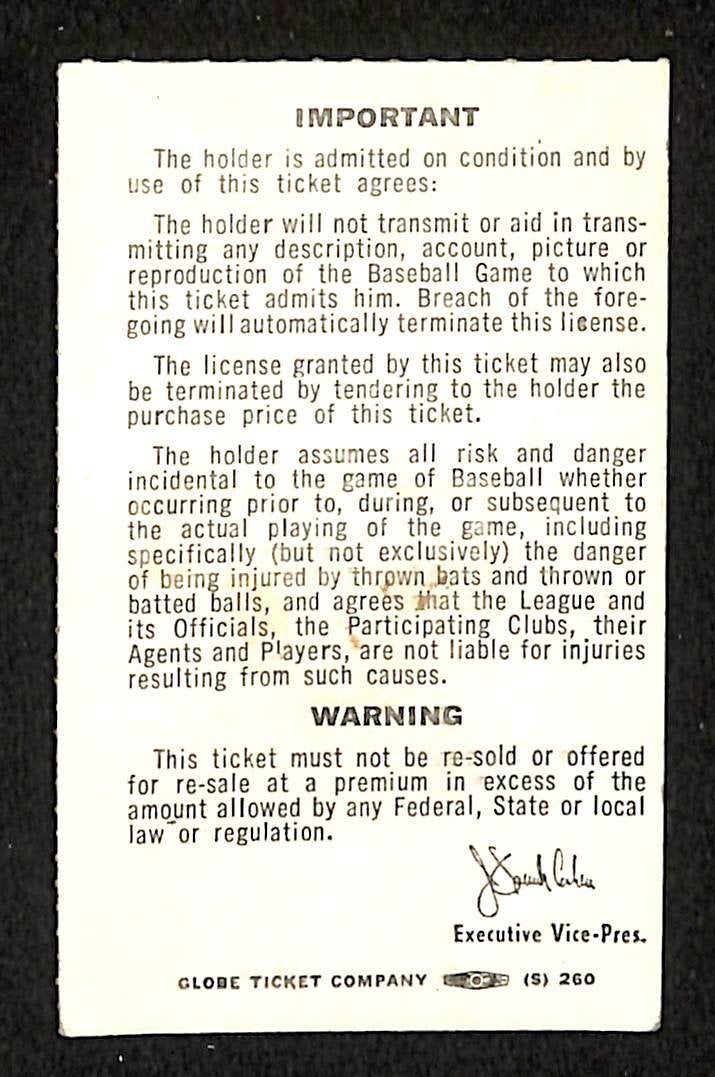 IMPORTANT
The holder is admitted on condition and by
use of this ticket agrees:
The holder will not transmit or aid in trans-
mitting any description, account, picture or
reproduction of the Baseball Game to which
this ticket admits him. Breach of the fore-
going will automatically terminate this license.
The license granted by this ticket may also
be terminated by tendering to the holder the
purchase price of this ticket.
The holder assumes all risk and danger
incidental to the game of Baseball whether
occurring prior to, during, or subsequent to
the actual playing of the game, including
specifically (but not exclusively) the danger
of being injured by thrown bats and thrown or
batted balls, and agrees that the League and
its Officials, the Participating Clubs, their
Agents and Players, are not liable for injuries
resulting from such causes.
WARNING
This ticket must not be re-sold or offered
for re-sale at a premium in excess of the
amount allowed by any Federal, State or local
law or regulation.
Executive Vice-Pres.
GLOBE TICKET COMPANY (S) 260